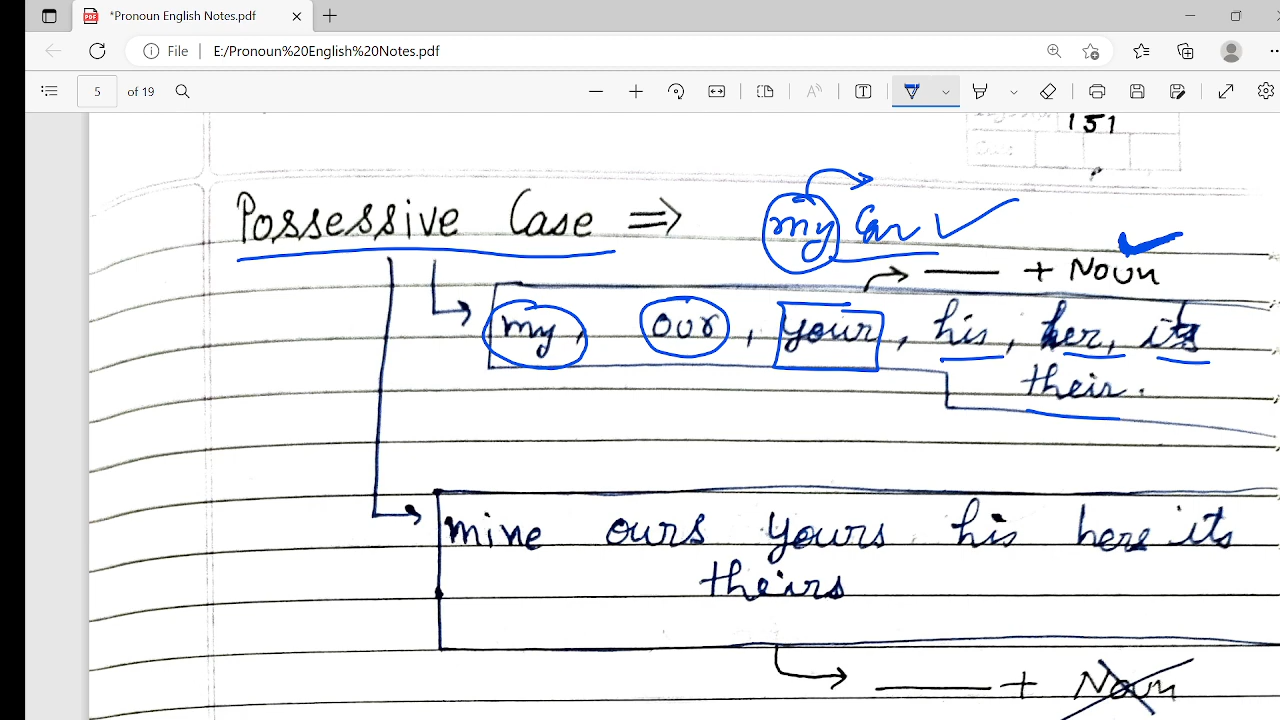 *Pronoun English Notes.pdf
File | E:/Pronoun%20English%20Notes.pdf
5 of 19
151
Possessive Case ⇒ my Car ✓
+ Noun
my, our, your, his, her, its
their.
mine ours yours his hers its
theirs
+ Noun